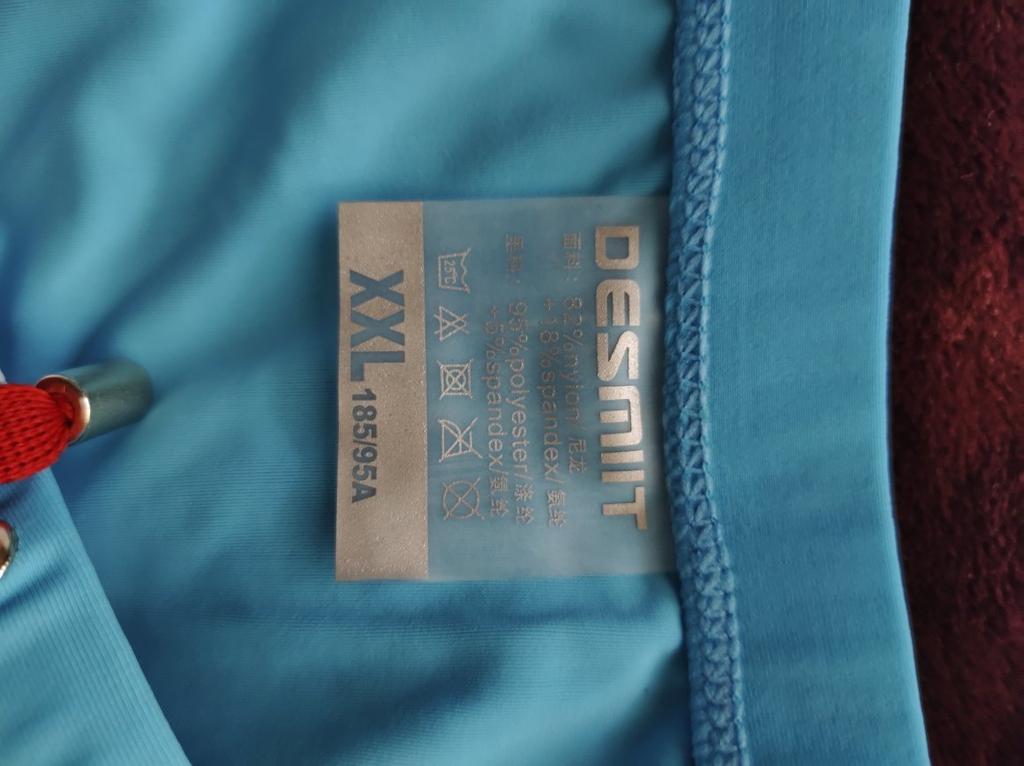 DESMIIT
面料: 82%nylon/尼龙
+18%spandex/氨纶
里料: 95%polyester/涤纶
+5%spandex/氨纶
25℃
XXL 185/95A